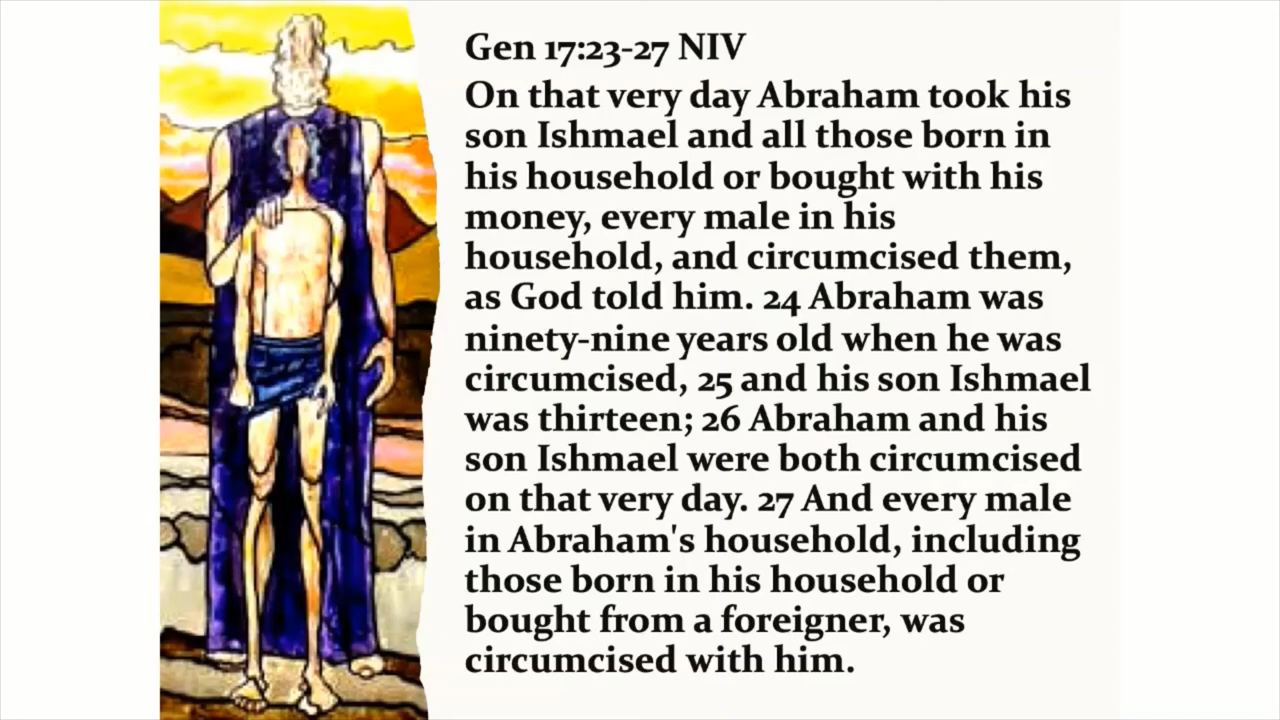 Gen 17:23-27 NIV
On that very day Abraham took his
son Ishmael and all those born in
his household or bought with his
money, every male in his
household, and circumcised them,
as God told him. 24 Abraham was
ninety-nine years old when he was
circumcised, 25 and his son Ishmael
was thirteen; 26 Abraham and his
son Ishmael were both circumcised
on that very day. 27 And every male
in Abraham's household, including
those born in his household or
bought from a foreigner, was
circumcised with him.